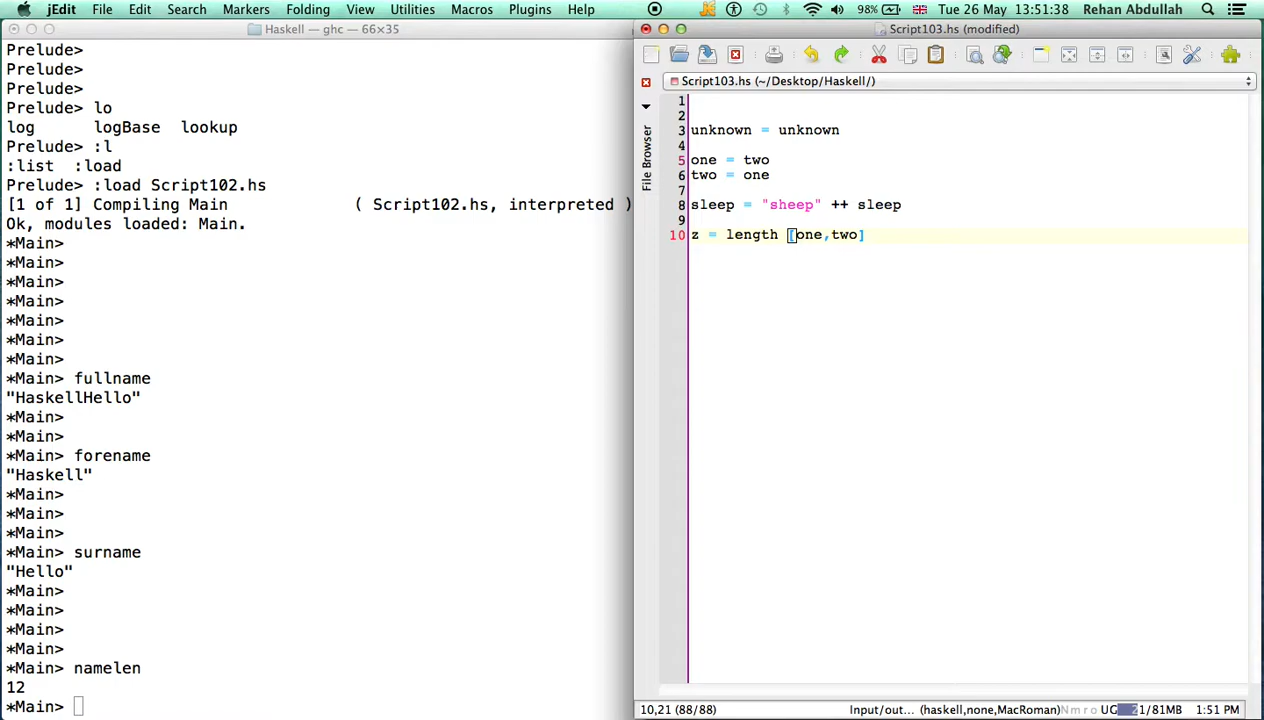 jEdit File Edit Search Markers Folding View Utilities Macros Plugins Help 98% Tue 26 May 13:51:38 Rehan Abdullah
Haskell — ghc — 66×35
Prelude>
Prelude>
Prelude>
Prelude> lo
log logBase lookup
Prelude> :l
:list :load
Prelude> :load Script102.hs
[1 of 1] Compiling Main ( Script102.hs, interpreted )
Ok, modules loaded: Main.
*Main>
*Main>
*Main>
*Main>
*Main>
*Main>
*Main>
*Main> fullname
"HaskellHello"
*Main>
*Main>
*Main> forename
"Haskell"
*Main>
*Main>
*Main>
*Main> surname
"Hello"
*Main>
*Main>
*Main>
*Main>
*Main> namelen
12
*Main>
Script103.hs (modified)
Script103.hs (~/Desktop/Haskell/)
File Browser
1
2
3 unknown = unknown
4
5 one = two
6 two = one
7
8 sleep = "sheep" ++ sleep
9
10 z = length [one,two]
10,21 (88/88) Input/out... (haskell,none,MacRoman) N m r o UG 21/81MB 1:51 PM